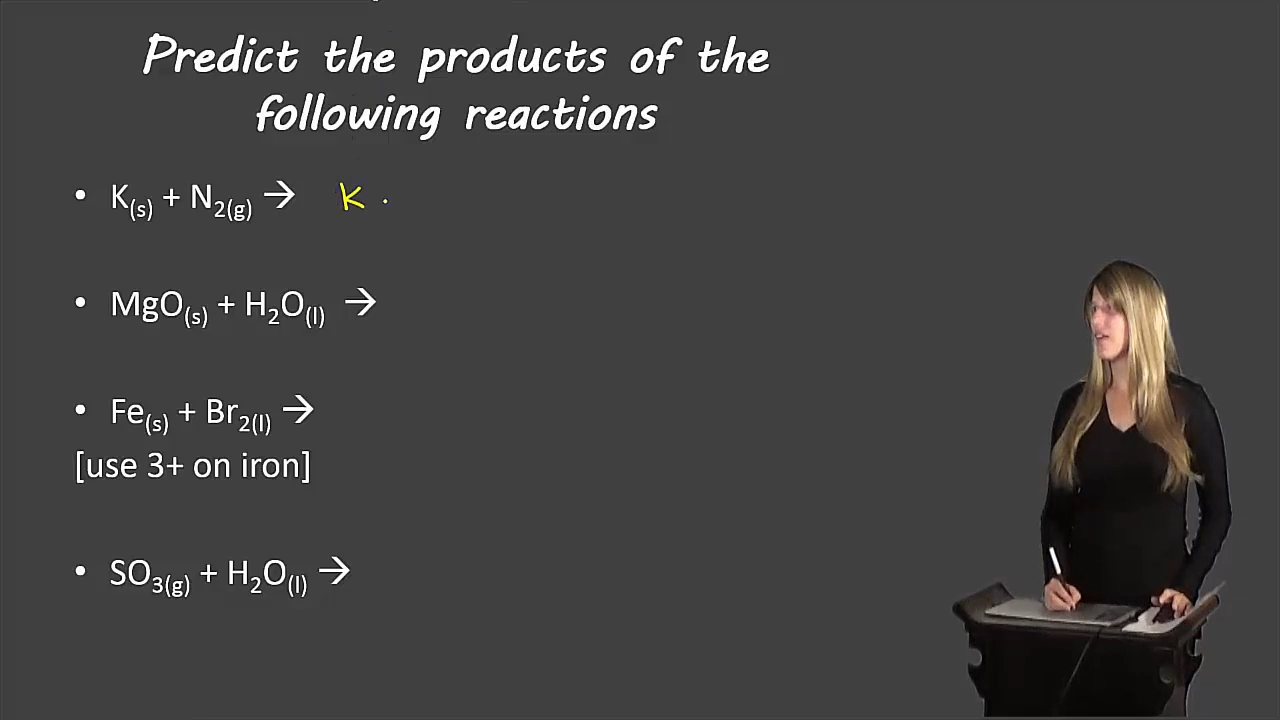 Predict the products of the
following reactions
• K(s) + N2(g) → K
• MgO(s) + H2O(l) →
• Fe(s) + Br2(l) →
[use 3+ on iron]
• SO3(g) + H2O(l) →